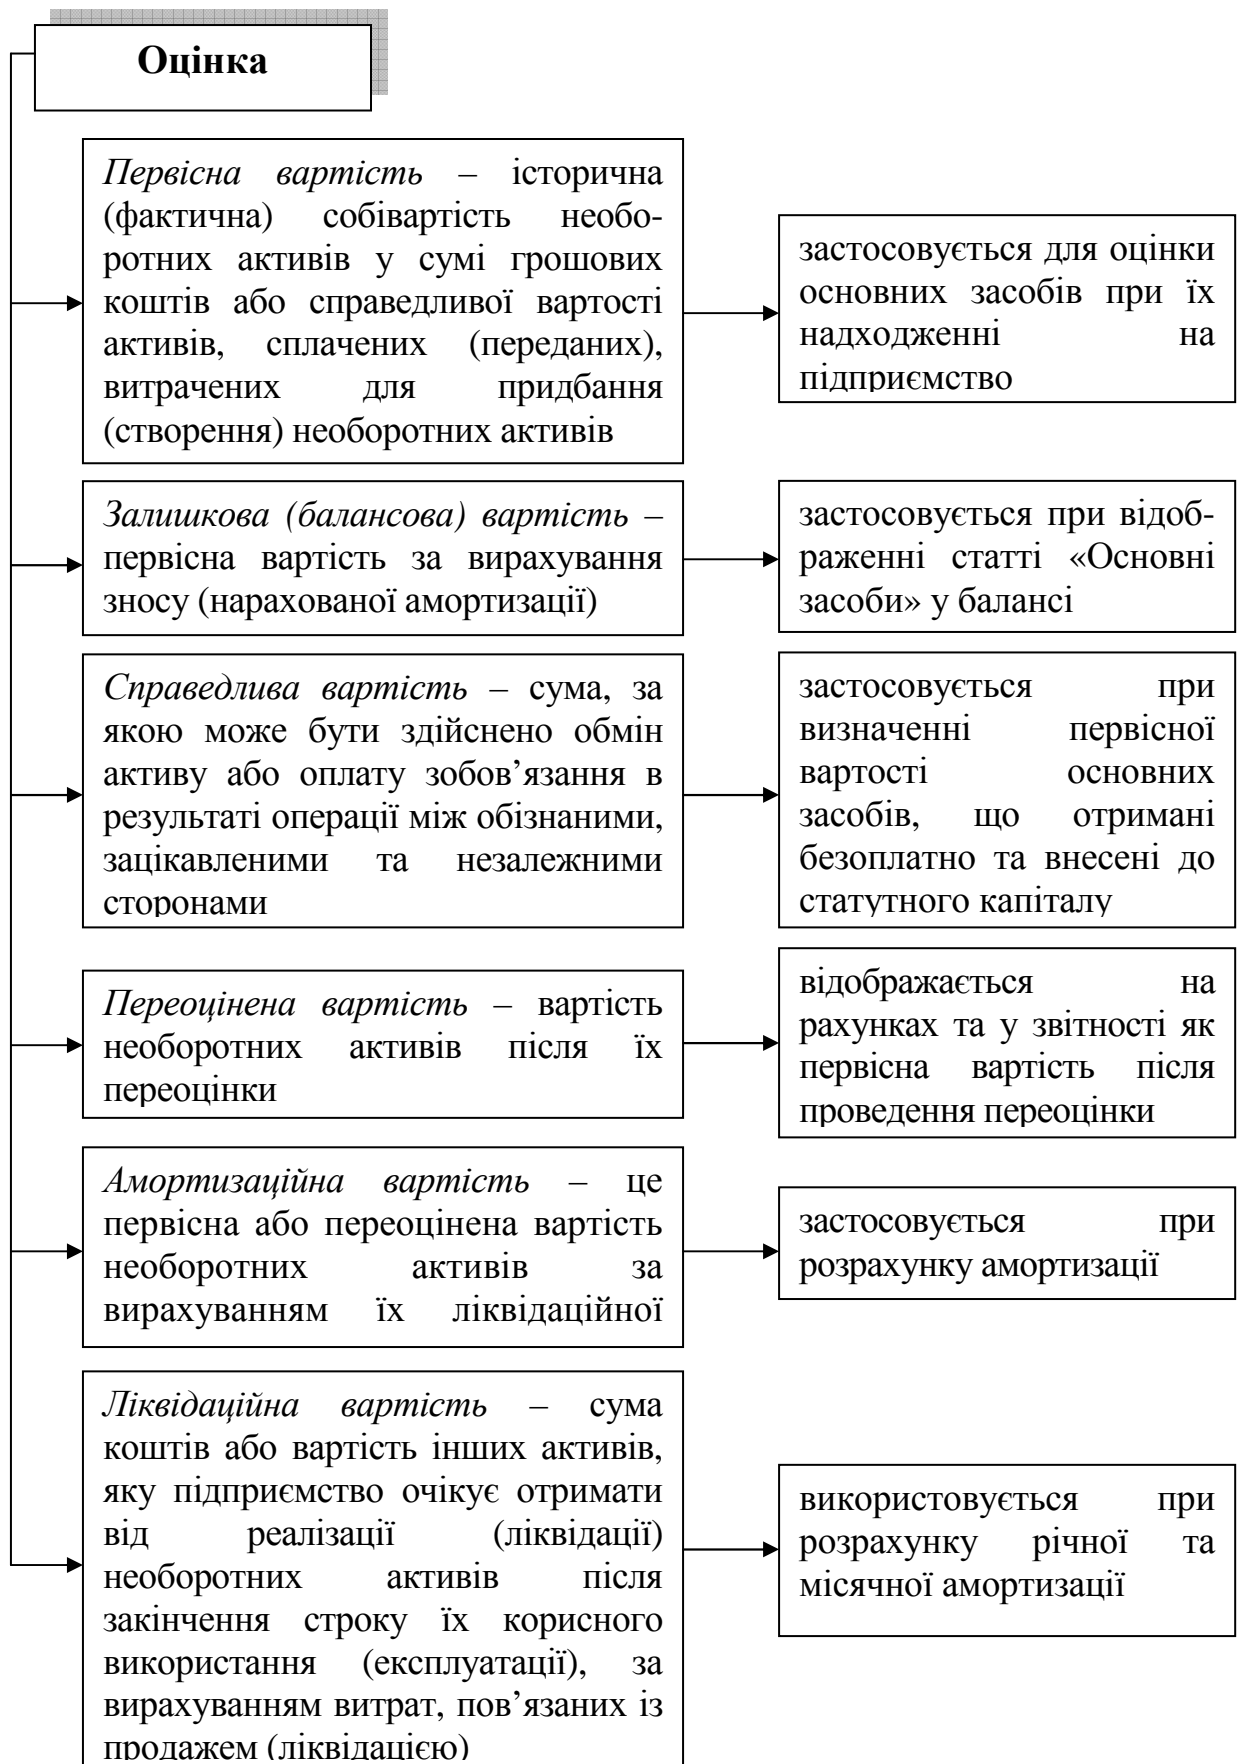 Оцінка
Первісна вартість – історична
(фактична) собівартість необо-
ротних активів у сумі грошових
коштів або справедливої вартості
активів, сплачених (переданих),
витрачених для придбання
(створення) необоротних активів
застосовується для оцінки
основних засобів при їх
надходженні на
підприємство
Залишкова (балансова) вартість –
первісна вартість за вирахування
зносу (нарахованої амортизації)
застосовується при відоб-
раженні статті «Основні
засоби» у балансі
Справедлива вартість – сума, за
якою може бути здійснено обмін
активу або оплату зобов’язання в
результаті операції між обізнаними,
зацікавленими та незалежними
сторонами
застосовується при
визначенні первісної
вартості основних
засобів, що отримані
безоплатно та внесені до
статутного капіталу
Переоцінена вартість – вартість
необоротних активів після їх
переоцінки
відображається на
рахунках та у звітності як
первісна вартість після
проведення переоцінки
Амортизаційна вартість – це
первісна або переоцінена вартість
необоротних активів за
вирахуванням їх ліквідаційної
застосовується при
розрахунку амортизації
Ліквідаційна вартість – сума
коштів або вартість інших активів,
яку підприємство очікує отримати
від реалізації (ліквідації)
необоротних активів після
закінчення строку їх корисного
використання (експлуатації), за
вирахуванням витрат, пов’язаних із
продажем (ліквідацією)
використовується при
розрахунку річної та
місячної амортизації